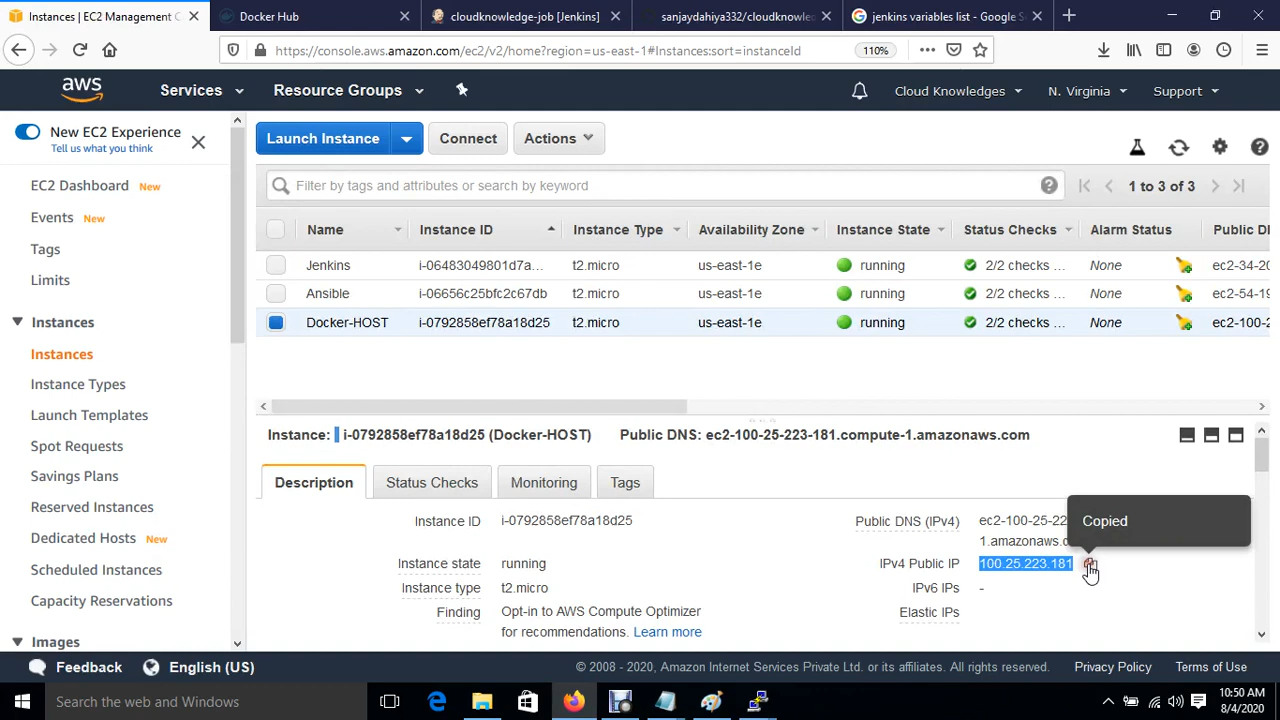 Instances | EC2 Management C
Docker Hub
cloudknowledge-job [Jenkins]
sanjaydahiya332/cloudknowle
jenkins variables list - Google S
https://console.aws.amazon.com/ec2/v2/home?region=us-east-1#Instances:sort=instanceId
110%
aws
Services
Resource Groups
Cloud Knowledges
N. Virginia
Support
New EC2 Experience
Tell us what you think
EC2 Dashboard New
Events New
Tags
Limits
Instances
Instances
Instance Types
Launch Templates
Spot Requests
Savings Plans
Reserved Instances
Dedicated Hosts New
Scheduled Instances
Capacity Reservations
Images
Launch Instance
Connect
Actions
Filter by tags and attributes or search by keyword
1 to 3 of 3
Name Instance ID Instance Type Availability Zone Instance State Status Checks Alarm Status Public D
Jenkins i-06483049801d7a... t2.micro us-east-1e running 2/2 checks ... None ec2-34-20
Ansible i-06656c25bfc2c67db t2.micro us-east-1e running 2/2 checks ... None ec2-54-19
Docker-HOST i-0792858ef78a18d25 t2.micro us-east-1e running 2/2 checks ... None ec2-100-2
Instance: i-0792858ef78a18d25 (Docker-HOST) Public DNS: ec2-100-25-223-181.compute-1.amazonaws.com
Description
Status Checks
Monitoring
Tags
Instance ID i-0792858ef78a18d25
Instance state running
Instance type t2.micro
Finding Opt-in to AWS Compute Optimizer
for recommendations. Learn more
Public DNS (IPv4) ec2-100-25-22
1.amazonaws.c
IPv4 Public IP 100.25.223.181
IPv6 IPs -
Elastic IPs
Copied
Feedback
English (US)
© 2008 - 2020, Amazon Internet Services Private Ltd. or its affiliates. All rights reserved.
Privacy Policy
Terms of Use
Search the web and Windows
10:50 AM
8/4/2020